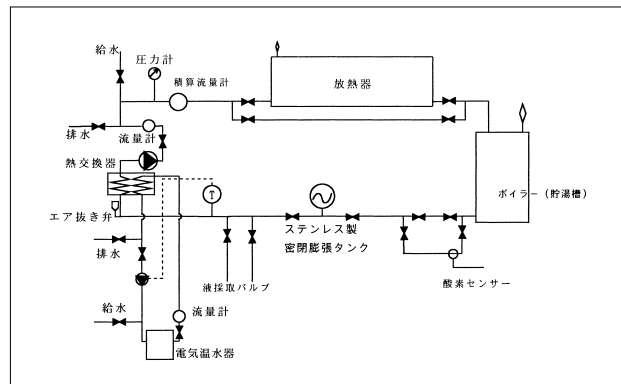 給水
圧力計
積算流量計
放熱器
排水
流量計
熱交換器
T
ボイラー(貯湯槽)
エア抜き弁
ステンレス製
密閉膨張タンク
排水
液採取バルブ
酸素センサー
給水
流量計
電気温水器